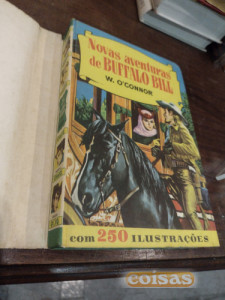 Novas aventuras
de BUFFALO BILL
W. O'CONNOR
com 250 ILUSTRAÇÕES
coisas